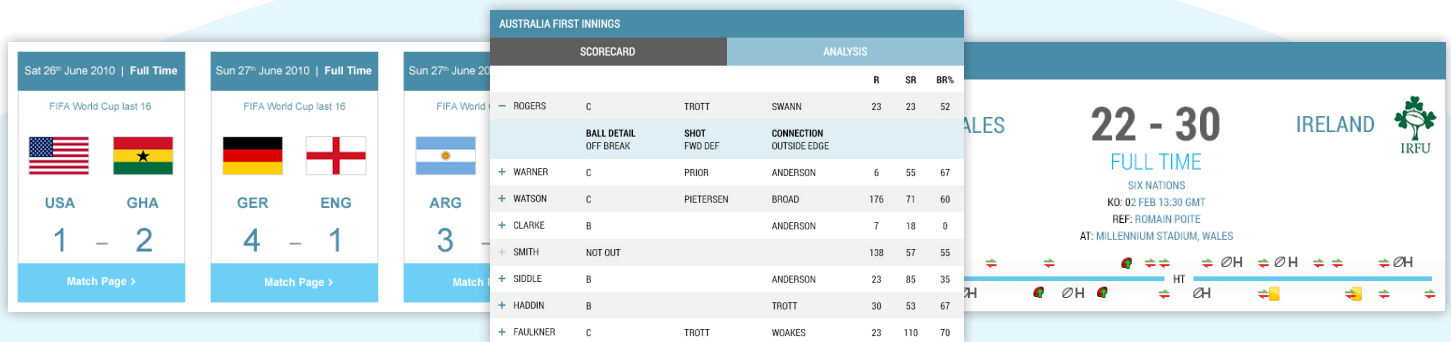 Sat 26th June 2010 | Full Time
FIFA World Cup last 16
USA GHA
1 – 2
Match Page >
Sun 27th June 2010 | Full Time
FIFA World Cup last 16
GER ENG
4 – 1
Match Page >
Sun 27th June 20
FIFA World
ARG
3 –
Match
AUSTRALIA FIRST INNINGS
SCORECARD ANALYSIS
R SR BR%
– ROGERS C TROTT SWANN 23 23 52
BALL DETAIL SHOT CONNECTION
OFF BREAK FWD DEF OUTSIDE EDGE
+ WARNER C PRIOR ANDERSON 6 55 67
+ WATSON C PIETERSEN BROAD 176 71 60
+ CLARKE B ANDERSON 7 18 0
+ SMITH NOT OUT 138 57 55
+ SIDDLE B ANDERSON 23 85 35
+ HADDIN B TROTT 30 53 67
+ FAULKNER C TROTT WOAKES 23 110 70
ALES 22 - 30 IRELAND
IRFU
FULL TIME
SIX NATIONS
KO: 02 FEB 13:30 GMT
REF: ROMAIN POITE
AT: MILLENNIUM STADIUM, WALES
H H H
HT
H H H